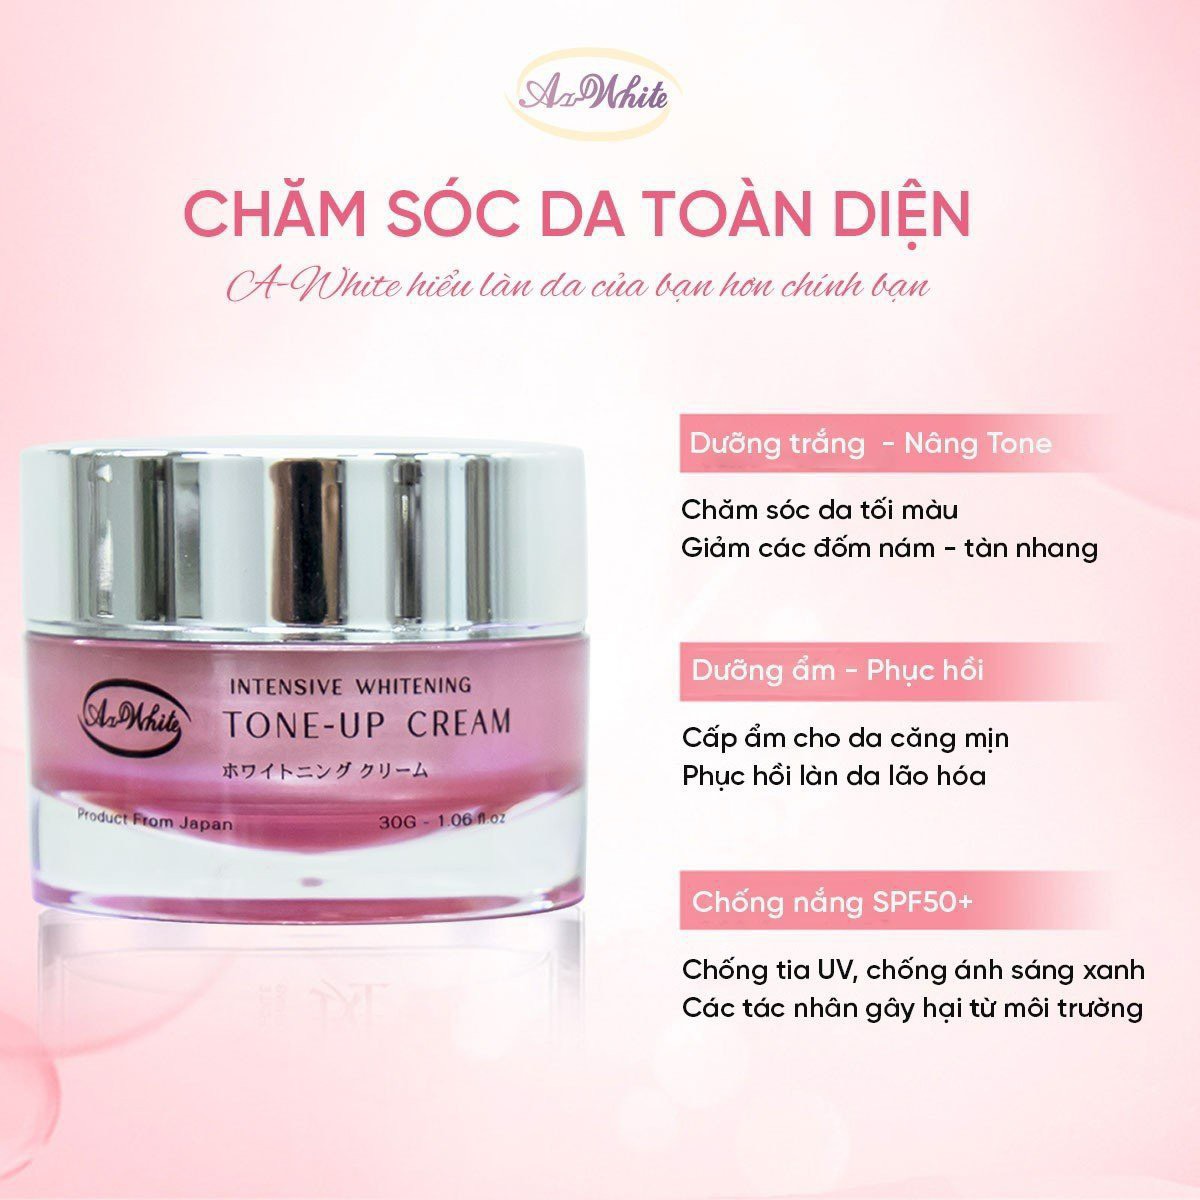 Az-White
CHĂM SÓC DA TOÀN DIỆN
A-White hiểu làn da của bạn hơn chính bạn
Dưỡng trắng - Nâng Tone
Chăm sóc da tối màu
Giảm các đốm nám - tàn nhang
Dưỡng ẩm - Phục hồi
Cấp ẩm cho da căng mịn
Phục hồi làn da lão hóa
Chống nắng SPF50+
Chống tia UV, chống ánh sáng xanh
Các tác nhân gây hại từ môi trường
Az-White
INTENSIVE WHITENING
TONE-UP CREAM
ホワイトニング クリーム
Product From Japan
30G - 1.06 fl.oz